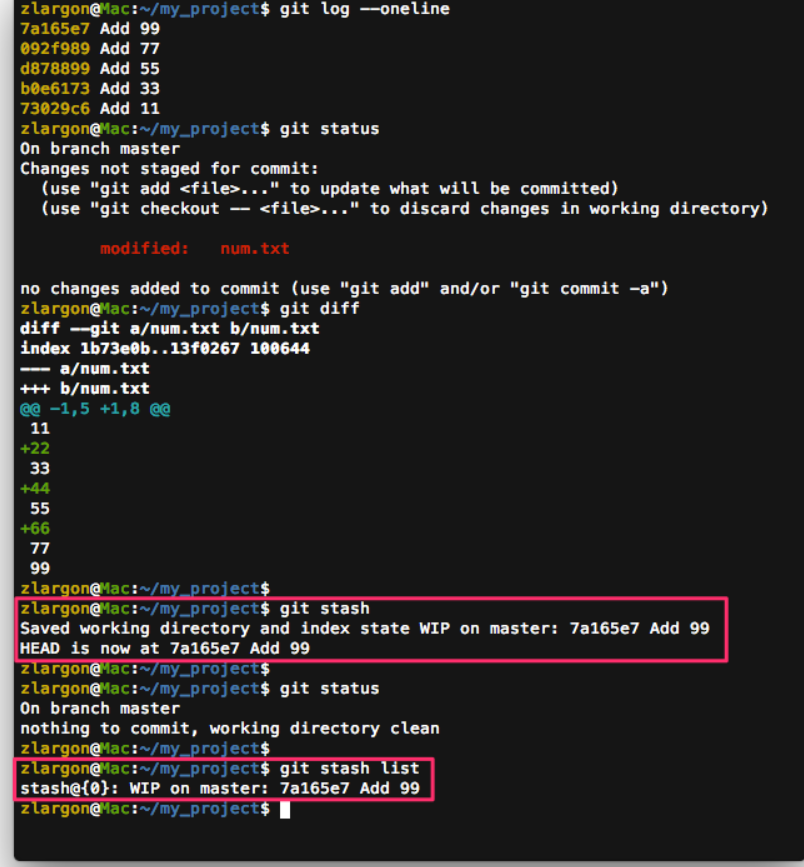 zlargon@Mac:~/my_project$ git log --oneline
7a165e7 Add 99
092f989 Add 77
d878899 Add 55
b0e6173 Add 33
73029c6 Add 11
zlargon@Mac:~/my_project$ git status
On branch master
Changes not staged for commit:
  (use "git add <file>..." to update what will be committed)
  (use "git checkout -- <file>..." to discard changes in working directory)
        modified:   num.txt
no changes added to commit (use "git add" and/or "git commit -a")
zlargon@Mac:~/my_project$ git diff
diff --git a/num.txt b/num.txt
index 1b73e0b..13f0267 100644
--- a/num.txt
+++ b/num.txt
@@ -1,5 +1,8 @@
 11
+22
 33
+44
 55
+66
 77
 99
zlargon@Mac:~/my_project$
zlargon@Mac:~/my_project$ git stash
Saved working directory and index state WIP on master: 7a165e7 Add 99
HEAD is now at 7a165e7 Add 99
zlargon@Mac:~/my_project$
zlargon@Mac:~/my_project$ git status
On branch master
nothing to commit, working directory clean
zlargon@Mac:~/my_project$
zlargon@Mac:~/my_project$ git stash list
stash@{0}: WIP on master: 7a165e7 Add 99
zlargon@Mac:~/my_project$